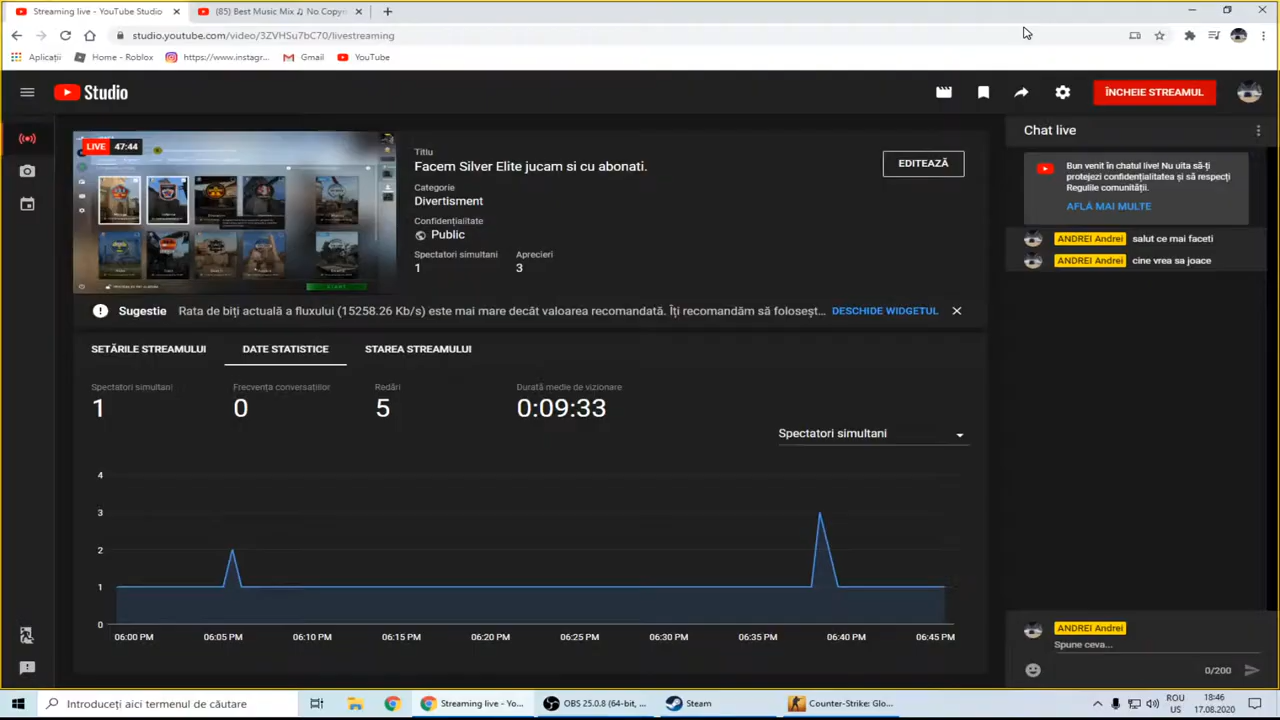 Streaming live - YouTube Studio
(85) Best Music Mix ♫ No Copyr
studio.youtube.com/video/3ZVHSu7bC70/livestreaming
Aplicații
Home - Roblox
https://www.instagr...
Gmail
YouTube
Studio
ÎNCHEIE STREAMUL
LIVE 47:44
Titlu
Facem Silver Elite jucam si cu abonati.
Categorie
Divertisment
Confidențialitate
Public
Spectatori simultani Aprecieri
1 3
EDITEAZĂ
Sugestie Rata de biți actuală a fluxului (15258.26 Kb/s) este mai mare decât valoarea recomandată. Îți recomandăm să foloseșt... DESCHIDE WIDGETUL
SETĂRILE STREAMULUI DATE STATISTICE STAREA STREAMULUI
Spectatori simultani Frecvența conversațiilor Redări Durată medie de vizionare
1 0 5 0:09:33
Spectatori simultani
4
3
2
1
0
06:00 PM 06:05 PM 06:10 PM 06:15 PM 06:20 PM 06:25 PM 06:30 PM 06:35 PM 06:40 PM 06:45 PM
Chat live
Bun venit în chatul live! Nu uita să-ți
protejezi confidențialitatea și să respecți
Regulile comunității.
AFLĂ MAI MULTE
ANDREI Andrei salut ce mai faceti
ANDREI Andrei cine vrea sa joace
ANDREI Andrei
Spune ceva...
0/200
Introduceți aici termenul de căutare
Streaming live - Yo...
OBS 25.0.8 (64-bit, ...
Steam
Counter-Strike: Glo...
ROU
US
18:46
17.08.2020